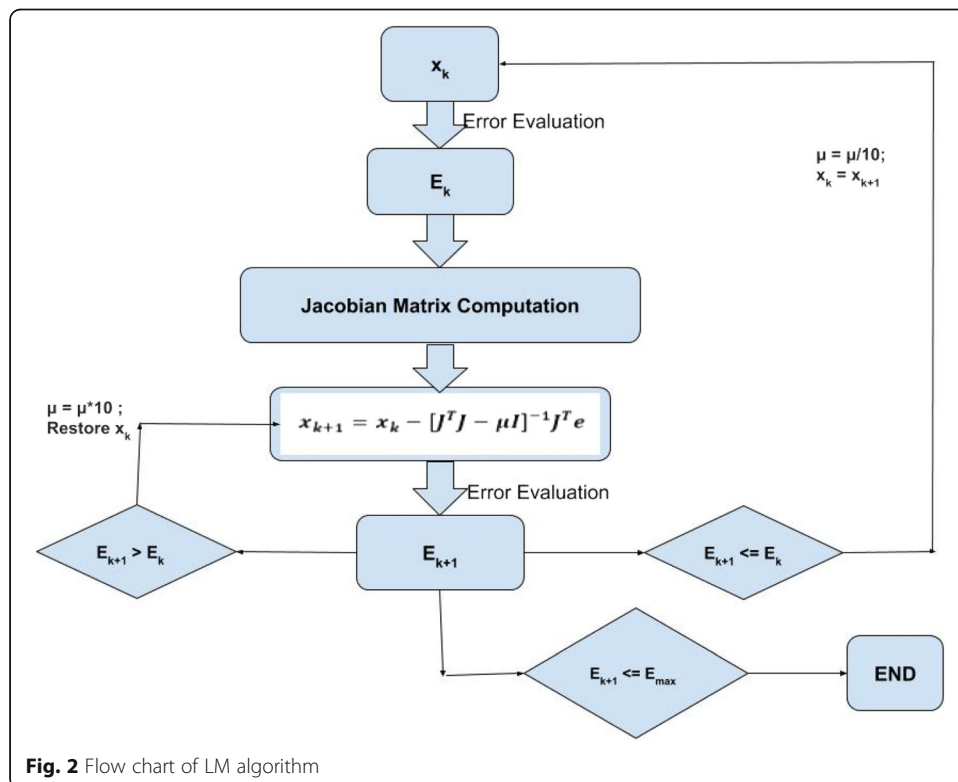 x_k
Error Evaluation
E_k
μ = μ/10;
x_k = x_{k+1}
Jacobian Matrix Computation
μ = μ*10 ;
Restore x_k
x_{k+1} = x_k − [J^T J − μI]^{−1} J^T e
Error Evaluation
E_{k+1} > E_k
E_{k+1}
E_{k+1} <= E_k
E_{k+1} <= E_{max}
END
Fig. 2 Flow chart of LM algorithm